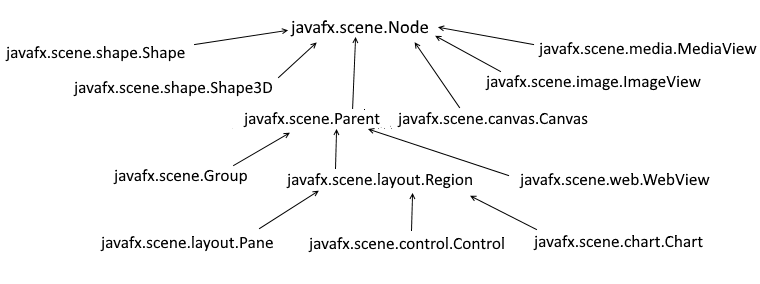 javafx.scene.Node
javafx.scene.shape.Shape
javafx.scene.media.MediaView
javafx.scene.shape.Shape3D
javafx.scene.image.ImageView
javafx.scene.Parent
javafx.scene.canvas.Canvas
javafx.scene.Group
javafx.scene.layout.Region
javafx.scene.web.WebView
javafx.scene.layout.Pane
javafx.scene.control.Control
javafx.scene.chart.Chart